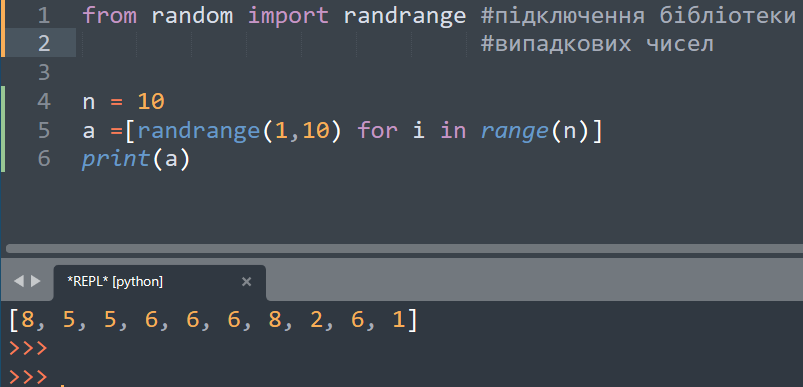 1 from random import randrange #підключення бібліотеки
2 #випадкових чисел
3
4 n = 10
5 a =[randrange(1,10) for i in range(n)]
6 print(a)
*REPL* [python] ×
[8, 5, 5, 6, 6, 6, 8, 2, 6, 1]
>>>
>>>